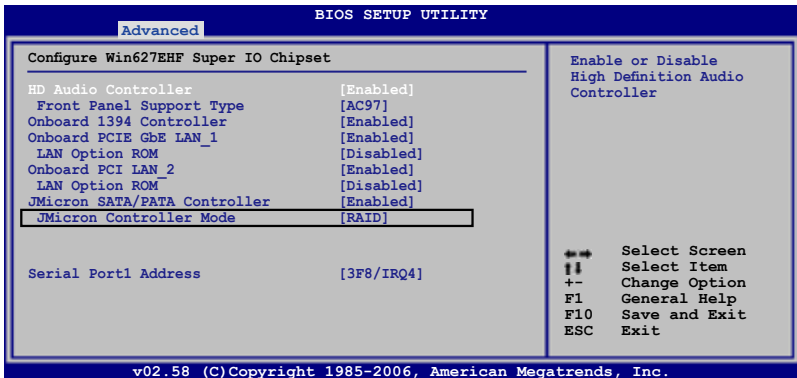 BIOS SETUP UTILITY
Advanced
Configure Win627EHF Super IO Chipset
HD Audio Controller [Enabled]
Front Panel Support Type [AC97]
Onboard 1394 Controller [Enabled]
Onboard PCIE GbE LAN_1 [Enabled]
LAN Option ROM [Disabled]
Onboard PCI LAN_2 [Enabled]
LAN Option ROM [Disabled]
JMicron SATA/PATA Controller [Enabled]
JMicron Controller Mode [RAID]
Serial Port1 Address [3F8/IRQ4]
Enable or Disable
High Definition Audio
Controller
←→ Select Screen
↑↓ Select Item
+- Change Option
F1 General Help
F10 Save and Exit
ESC Exit
v02.58 (C)Copyright 1985-2006, American Megatrends, Inc.